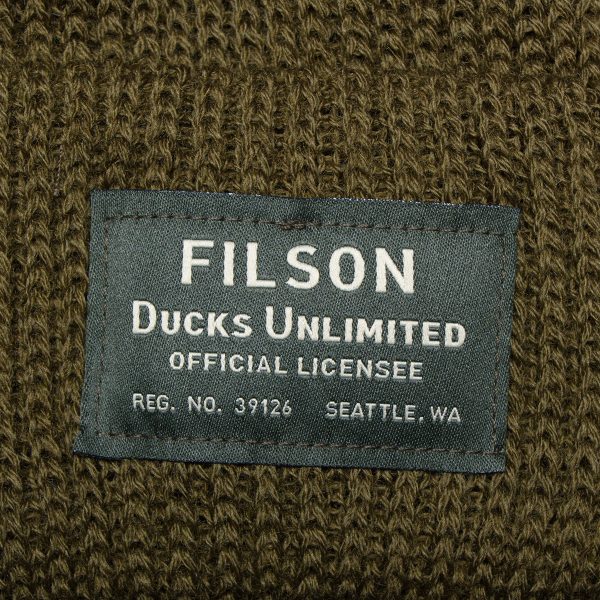 FILSON
DUCKS UNLIMITED
OFFICIAL LICENSEE
REG. NO. 39126 SEATTLE, WA